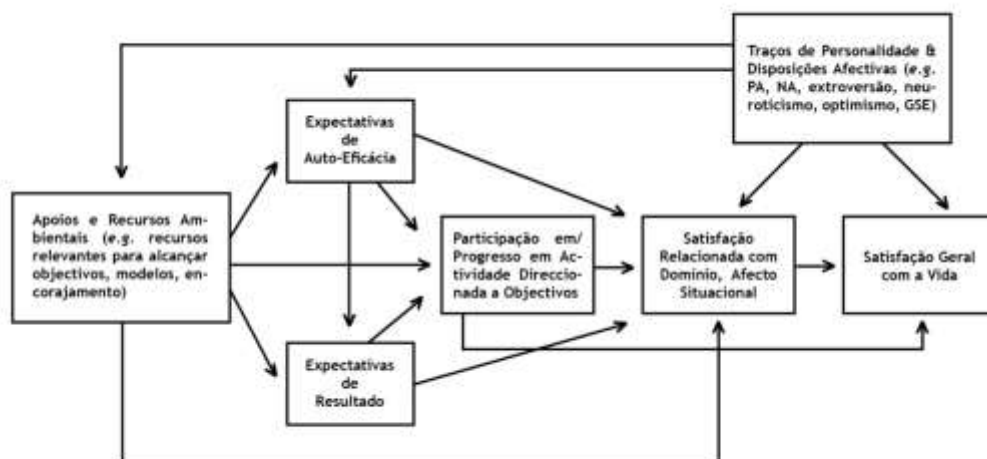 Traços de Personalidade &
Disposições Afectivas (e.g.
PA, NA, extroversão, neu-
roticismo, optimismo, GSE)
Expectativas
de
Auto-Eficácia
Apoios e Recursos Am-
bientais (e.g. recursos
relevantes para alcançar
objectivos, modelos, en-
corajamento)
Participação em/
Progresso em Ac-
tividade Direccio-
nada a Objectivos
Satisfação
Relacionada com
Domínio, Afecto
Situacional
Satisfação Geral
com a Vida
Expectativas
de
Resultado